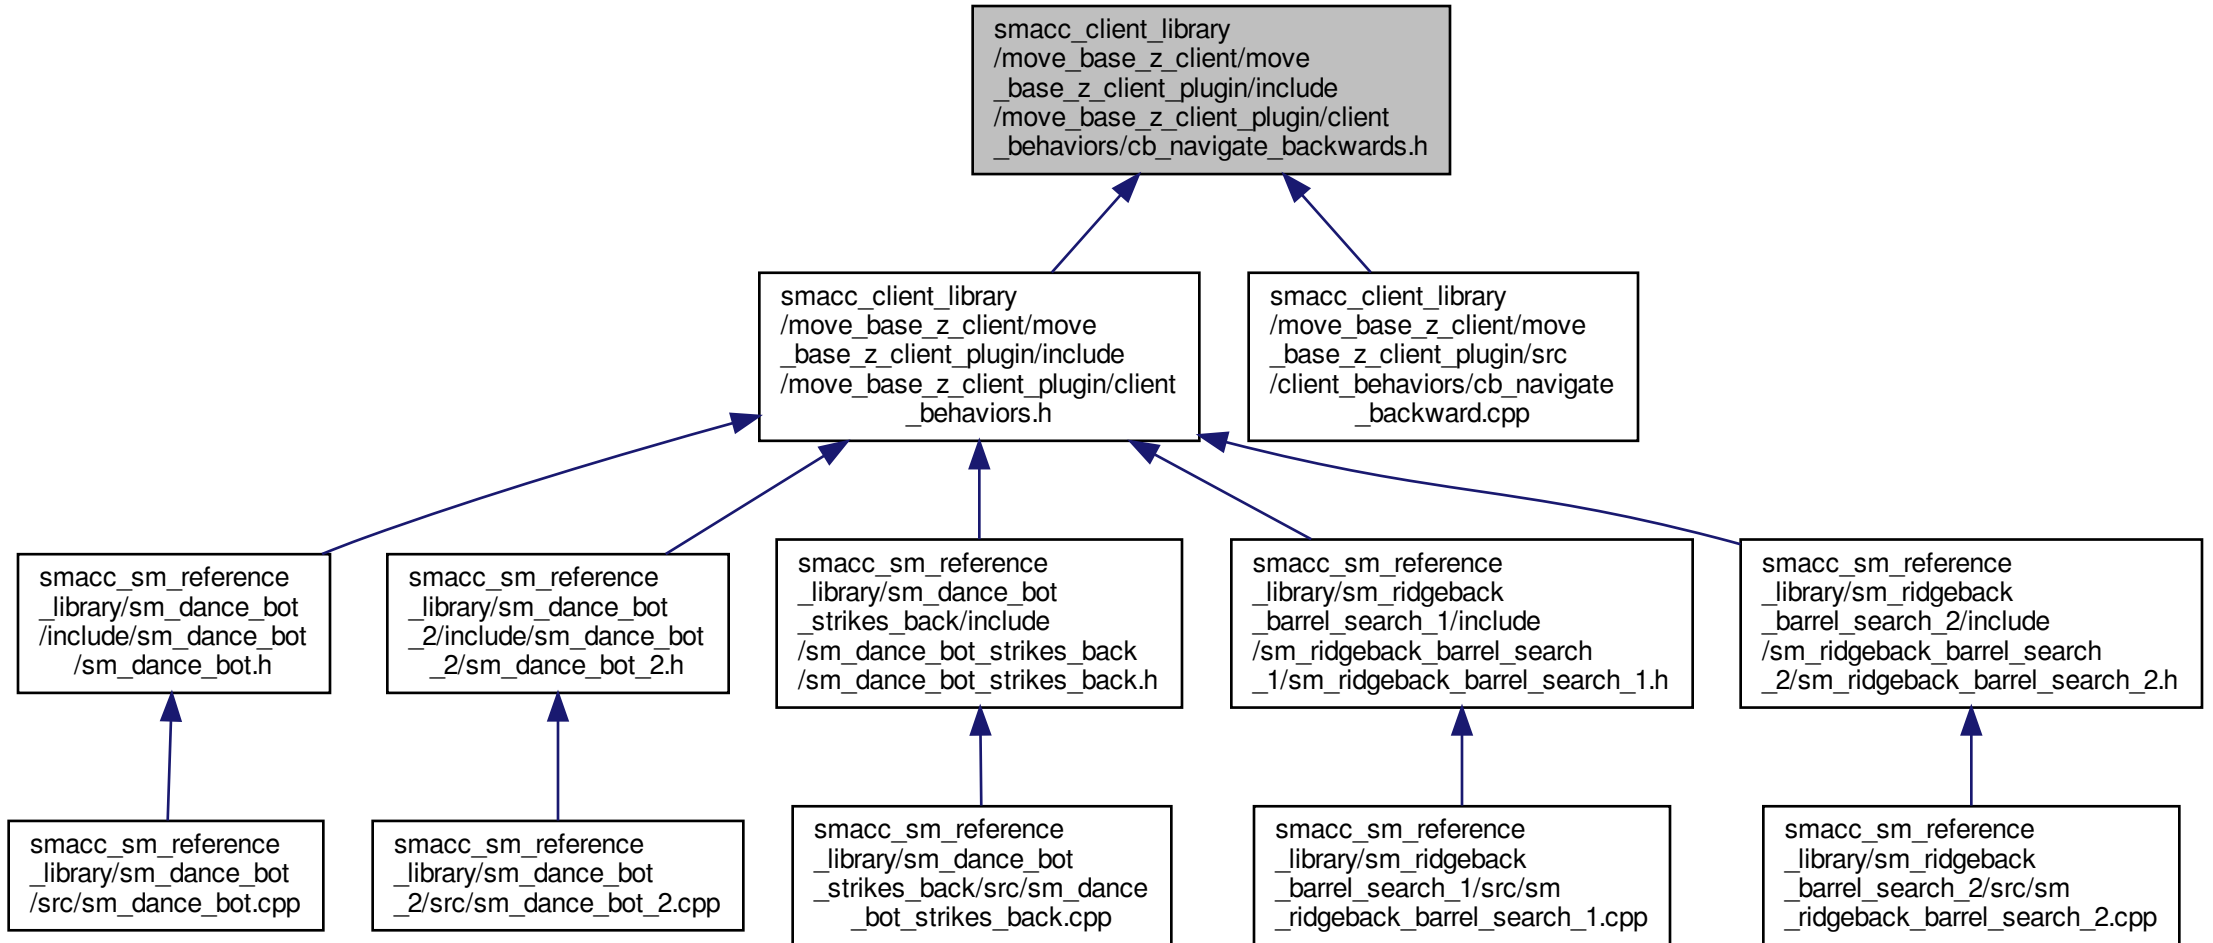 smacc_client_library
/move_base_z_client/move
_base_z_client_plugin/include
/move_base_z_client_plugin/client
_behaviors/cb_navigate_backwards.h
smacc_client_library
/move_base_z_client/move
_base_z_client_plugin/include
/move_base_z_client_plugin/client
_behaviors.h
smacc_client_library
/move_base_z_client/move
_base_z_client_plugin/src
/client_behaviors/cb_navigate
_backward.cpp
smacc_sm_reference
_library/sm_dance_bot
/include/sm_dance_bot
/sm_dance_bot.h
smacc_sm_reference
_library/sm_dance_bot
_2/include/sm_dance_bot
_2/sm_dance_bot_2.h
smacc_sm_reference
_library/sm_dance_bot
_strikes_back/include
/sm_dance_bot_strikes_back
/sm_dance_bot_strikes_back.h
smacc_sm_reference
_library/sm_ridgeback
_barrel_search_1/include
/sm_ridgeback_barrel_search
_1/sm_ridgeback_barrel_search_1.h
smacc_sm_reference
_library/sm_ridgeback
_barrel_search_2/include
/sm_ridgeback_barrel_search
_2/sm_ridgeback_barrel_search_2.h
smacc_sm_reference
_library/sm_dance_bot
/src/sm_dance_bot.cpp
smacc_sm_reference
_library/sm_dance_bot
_2/src/sm_dance_bot_2.cpp
smacc_sm_reference
_library/sm_dance_bot
_strikes_back/src/sm_dance
_bot_strikes_back.cpp
smacc_sm_reference
_library/sm_ridgeback
_barrel_search_1/src/sm
_ridgeback_barrel_search_1.cpp
smacc_sm_reference
_library/sm_ridgeback
_barrel_search_2/src/sm
_ridgeback_barrel_search_2.cpp